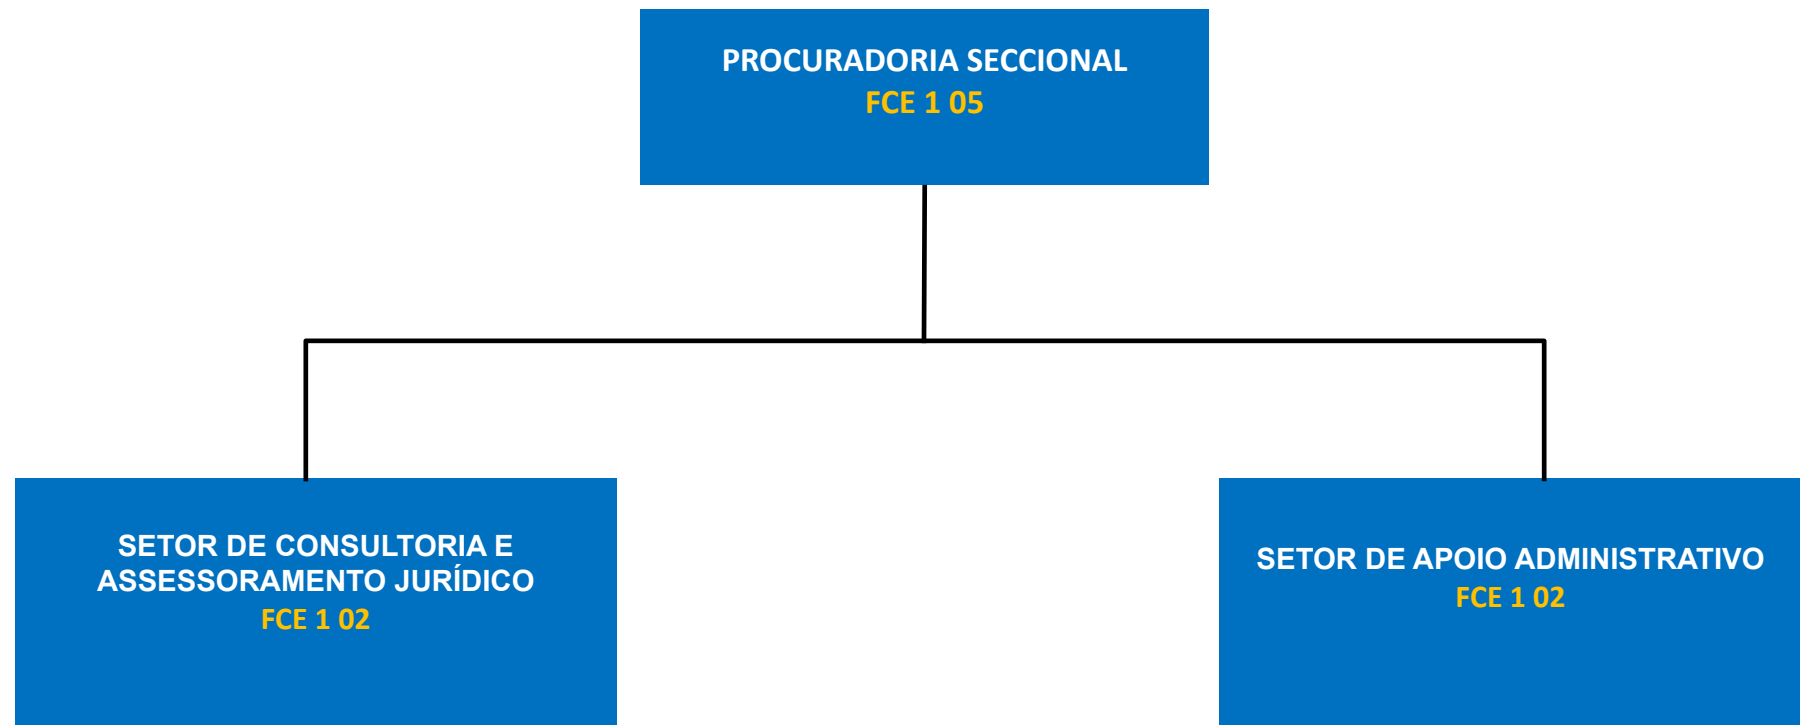 PROCURADORIA SECCIONAL
FCE 1 05
SETOR DE CONSULTORIA E
ASSESSORAMENTO JURÍDICO
FCE 1 02
SETOR DE APOIO ADMINISTRATIVO
FCE 1 02